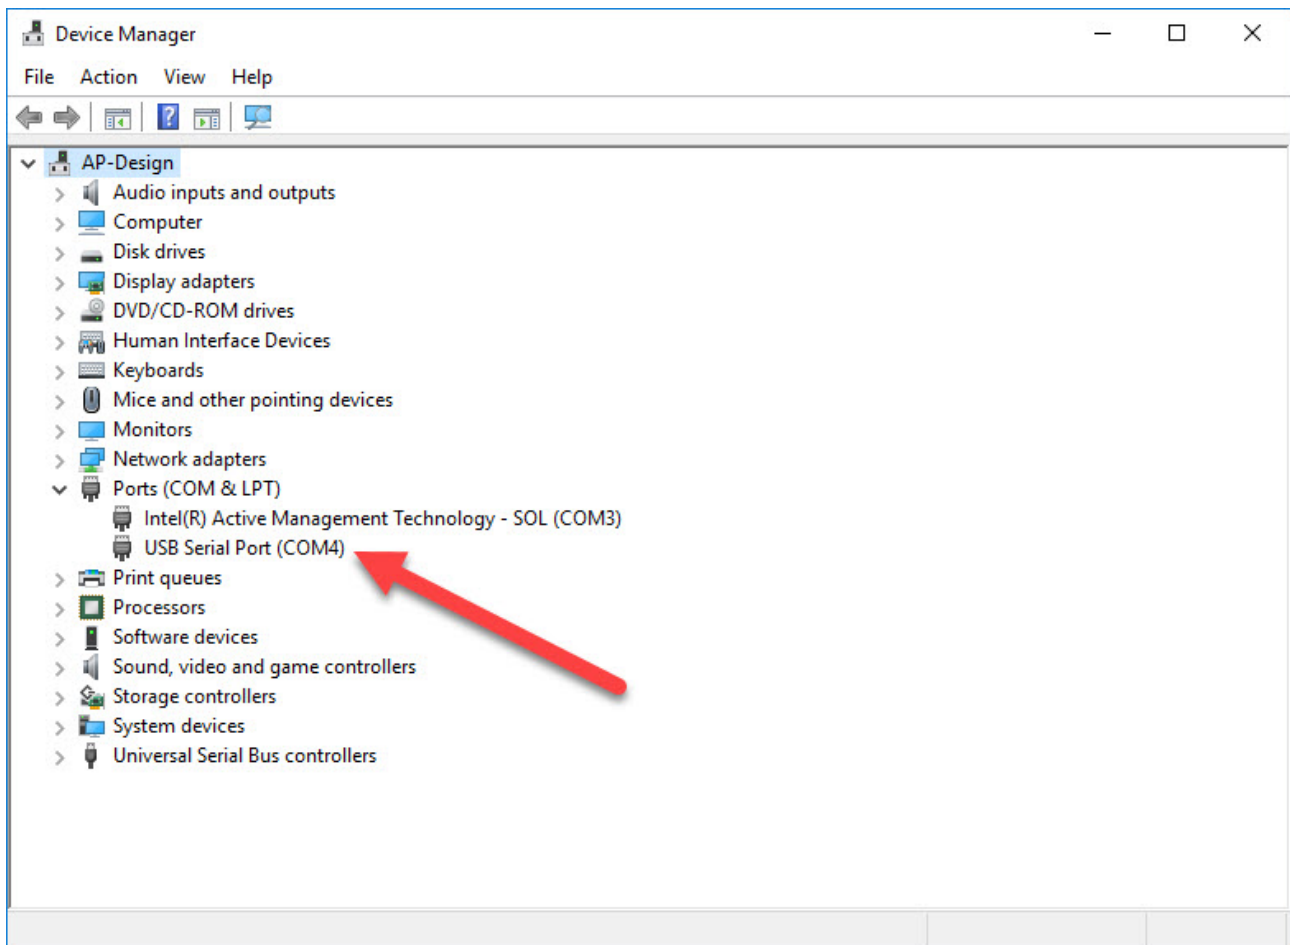 Device Manager
File Action View Help
AP-Design
Audio inputs and outputs
Computer
Disk drives
Display adapters
DVD/CD-ROM drives
Human Interface Devices
Keyboards
Mice and other pointing devices
Monitors
Network adapters
Ports (COM & LPT)
Intel(R) Active Management Technology - SOL (COM3)
USB Serial Port (COM4)
Print queues
Processors
Software devices
Sound, video and game controllers
Storage controllers
System devices
Universal Serial Bus controllers